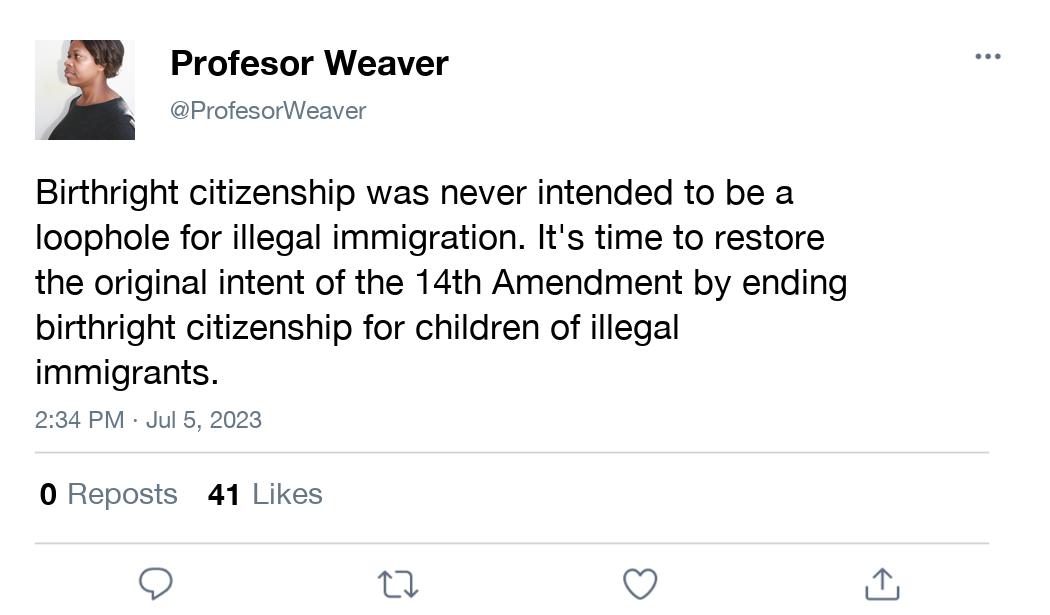 Profesor Weaver
@ProfesorWeaver
Birthright citizenship was never intended to be a
loophole for illegal immigration. It's time to restore
the original intent of the 14th Amendment by ending
birthright citizenship for children of illegal
immigrants.
2:34 PM · Jul 5, 2023
0 Reposts 41 Likes